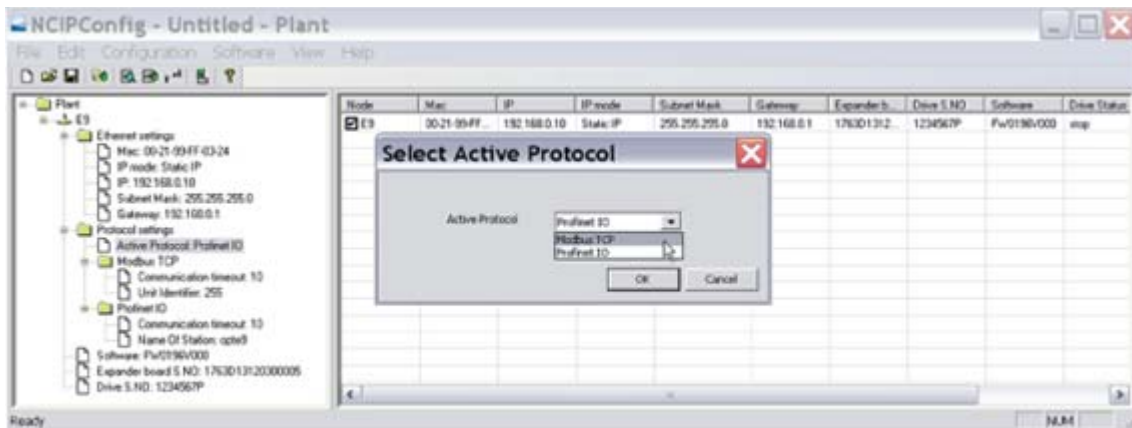 NCIPConfig - Untitled - Plant
File Edit Configuration Software View Help
Plant
E9
Ethernet settings
Mac: 00-21-99-FF-03-24
IP mode: Static IP
IP: 192.168.0.10
Subnet Mask: 255.255.255.0
Gateway: 192.168.0.1
Protocol settings
Active Protocol: Profinet IO
Modbus TCP
Communication timeout: 10
Unit Identifier: 255
Profinet IO
Communication timeout: 10
Name Of Station: opte9
Software: FW0196V000
Expander board S.NO: 1763D13120300005
Drive S.NO: 1234567P
Node Mac IP IP mode Subnet Mask Gateway Expander b... Drive S.NO Software Drive Status
E9 00-21-99-FF... 192.168.0.10 Static IP 255.255.255.0 192.168.0.1 1763D1312... 1234567P FW0196V000 stop
Select Active Protocol
Active Protocol Profinet IO
Modbus TCP
Profinet IO
OK Cancel
Ready NUM